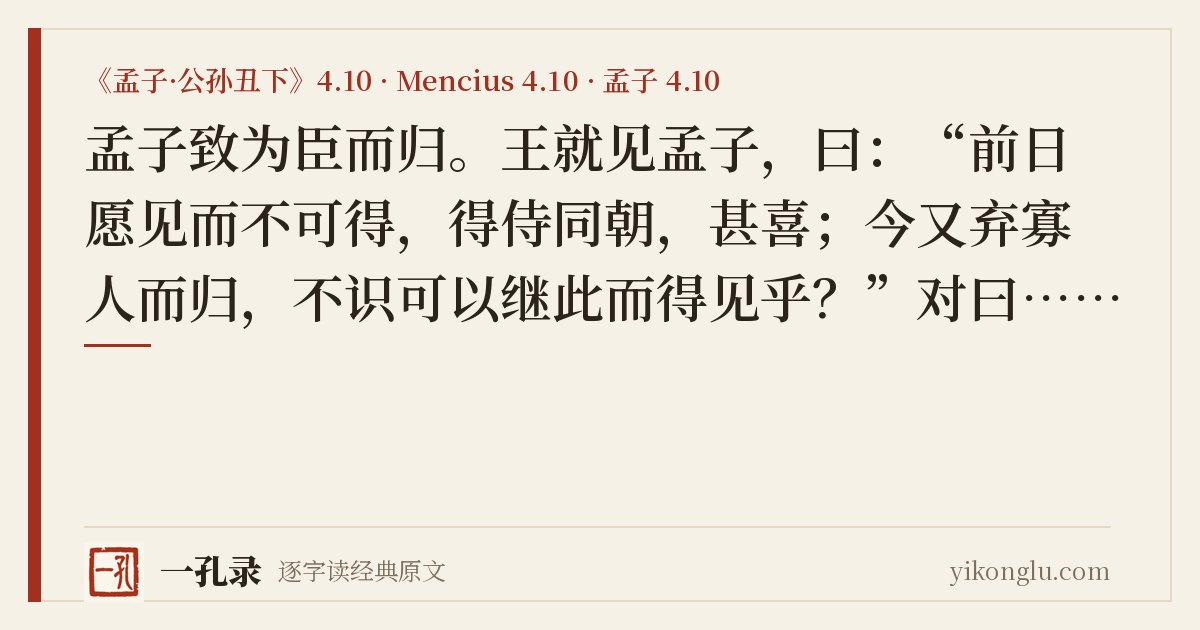 《孟子·公孙丑下》4.10 · Mencius 4.10 · 孟子 4.10
孟子致为臣而归。王就见孟子，曰：“前日
愿见而不可得，得侍同朝，甚喜；今又弃寡
人而归，不识可以继此而得见乎？”对曰……
一孔
一孔录 逐字读经典原文
yikonglu.com